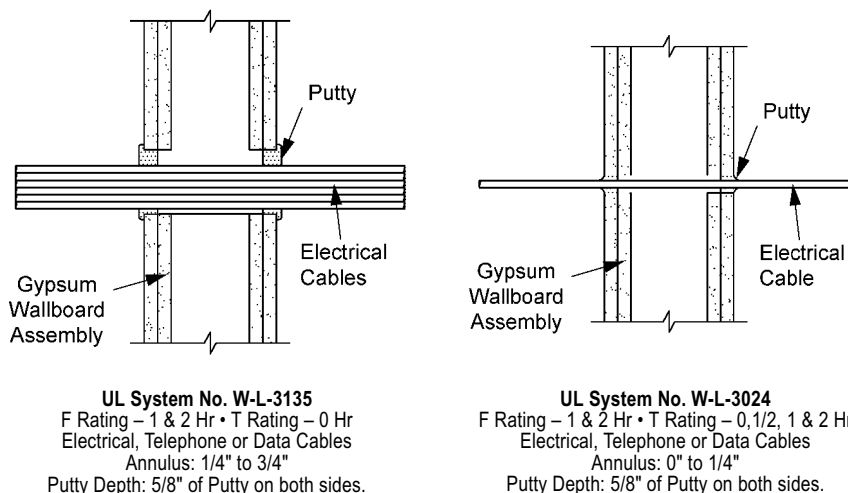 Putty
Electrical
Cables
Gypsum
Wallboard
Assembly
UL System No. W-L-3135
F Rating – 1 & 2 Hr • T Rating – 0 Hr
Electrical, Telephone or Data Cables
Annulus: 1/4" to 3/4"
Putty Depth: 5/8" of Putty on both sides.
Putty
Electrical
Cable
Gypsum
Wallboard
Assembly
UL System No. W-L-3024
F Rating – 1 & 2 Hr • T Rating – 0,1/2, 1 & 2 Hr
Electrical, Telephone or Data Cables
Annulus: 0" to 1/4"
Putty Depth: 5/8" of Putty on both sides.